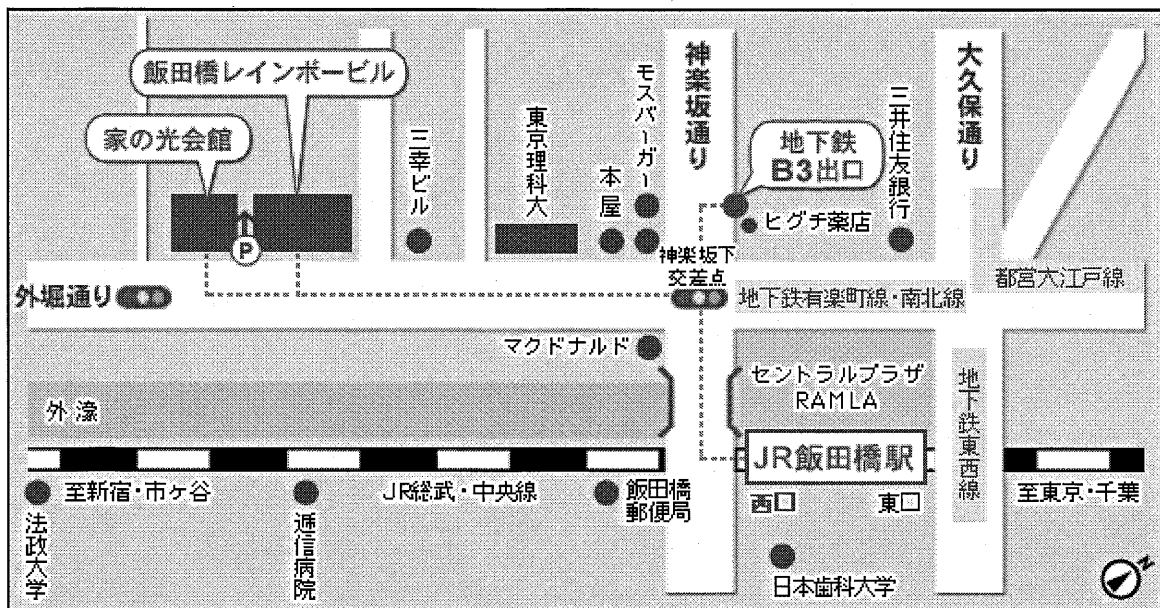 飯田橋レインボービル
家の光会館
P
三幸ビル
東京理科大
本屋
モスバーガー
神楽坂通り
地下鉄
B3出口
ヒグチ薬店
三井住友銀行
大久保通り
外堀通り
神楽坂下
交差点
地下鉄有楽町線・南北線
都営大江戸線
マクドナルド
セントラルプラザ
RAMLA
外濠
地下鉄東西線
JR飯田橋駅
至新宿・市ヶ谷
JR総武・中央線
飯田橋
郵便局
西口
東口
至東京・千葉
法政大学
逓信病院
日本歯科大学
N